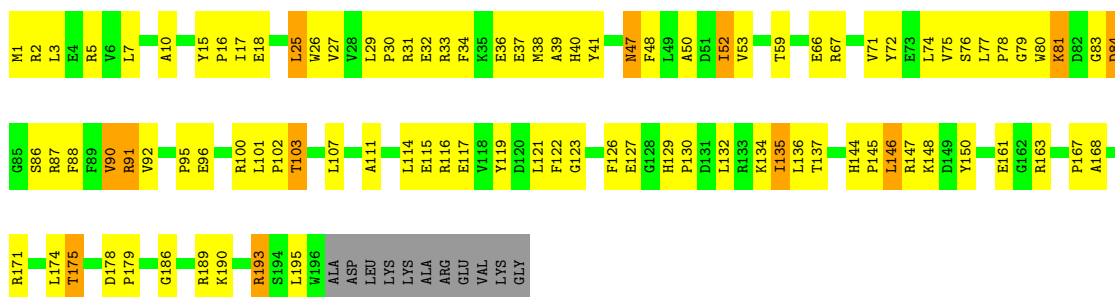 M1 R2 L3 E4 R5 V6 L7 A10 Y15 P16 I17 E18 L25 W26 V27 V28 L29 P30 R31 E32 R33 F34 K35 E36 E37 M38 A39 H40 Y41 N47 F48 L49 A50 D51 I52 V53 T59 E66 R67 V71 Y72 E73 L74 V75 S76 L77 P78 G79 W80 K81 D82 G83
G85 S86 R87 F88 F89 V90 R91 V92 P95 E96 R100 L101 P102 T103 L107 A111 L114 E115 R116 E117 V118 Y119 D120 L121 F122 G123 F126 E127 G128 H129 P130 D131 L132 R133 K134 I135 L136 T137 H144 P145 L146 R147 K148 D149 Y150 E161 G162 R163 P167 A168
R171 L174 T175 D178 P179 G186 R189 K190 R193 S194 L195 W196 ALA ASP LEU LYS LYS ALA ARG GLU VAL LYS GLY